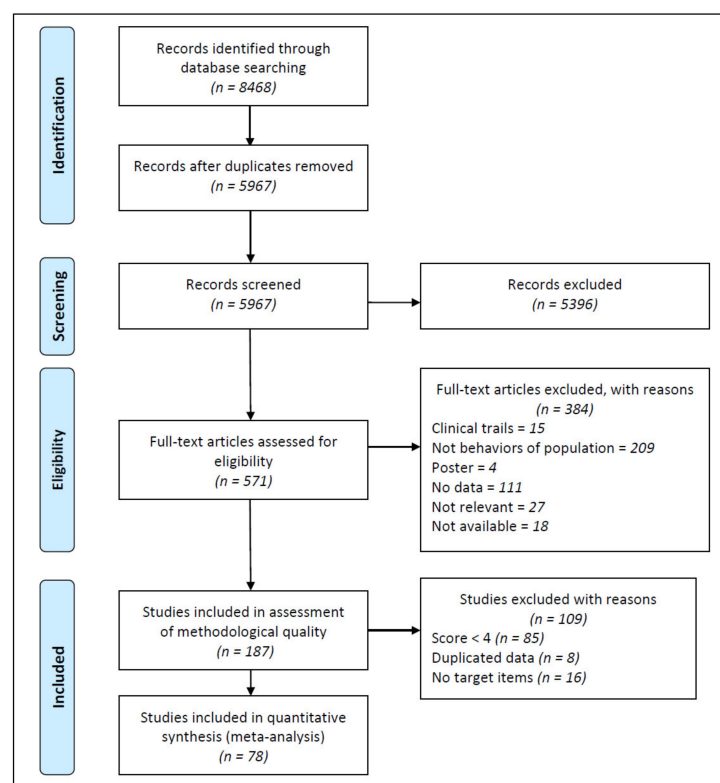 Identification
Records identified through
database searching
(n = 8468)
Records after duplicates removed
(n = 5967)
Screening
Records screened
(n = 5967)
Records excluded
(n = 5396)
Eligibility
Full-text articles assessed for
eligibility
(n = 571)
Full-text articles excluded, with reasons
(n = 384)
Clinical trails = 15
Not behaviors of population = 209
Poster = 4
No data = 111
Not relevant = 27
Not available = 18
Included
Studies included in assessment
of methodological quality
(n = 187)
Studies excluded with reasons
(n = 109)
Score < 4 (n = 85)
Duplicated data (n = 8)
No target items (n = 16)
Studies included in quantitative
synthesis (meta-analysis)
(n = 78)